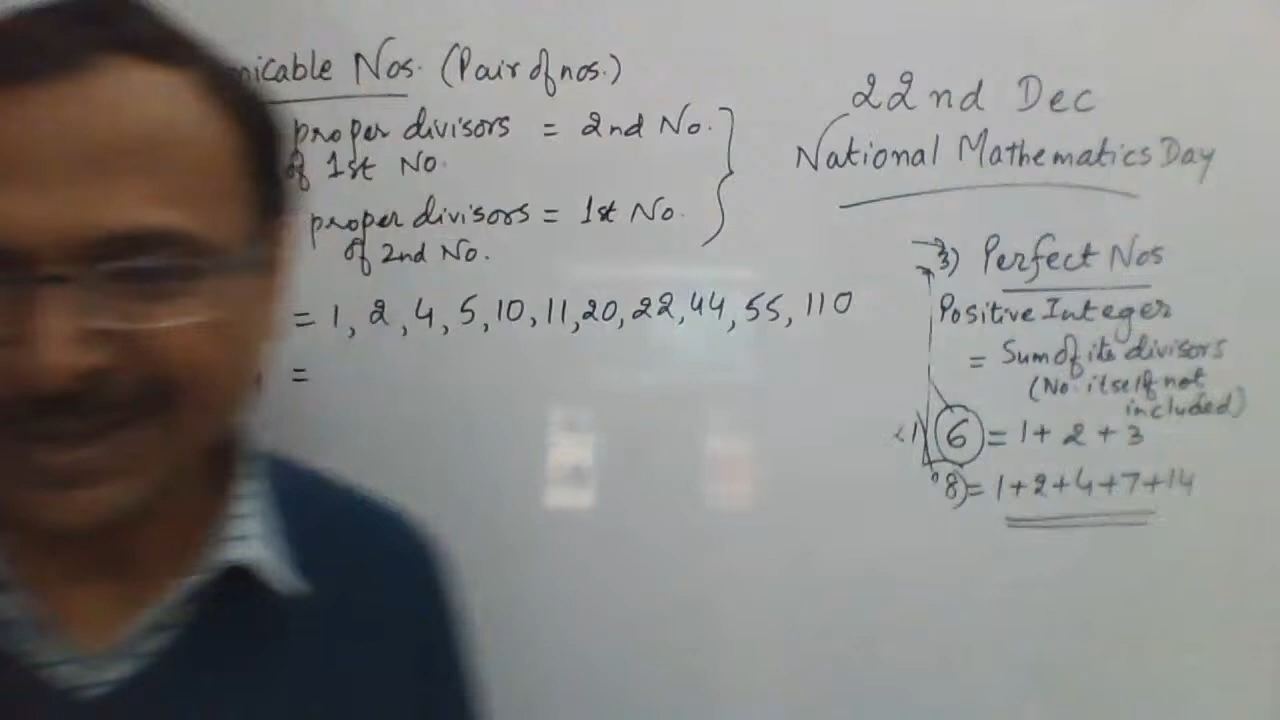 micable Nos. (Pair of nos.)
proper divisors = 2nd No.
of 1st No.
proper divisors = 1st No.
of 2nd No.
= 1, 2, 4, 5, 10, 11, 20, 22, 44, 55, 110
=
22nd Dec
National Mathematics Day
3) Perfect Nos
Positive Integer
= Sum of its divisors
(No. itself not
included)
6 = 1 + 2 + 3
8 = 1+2+4+7+14